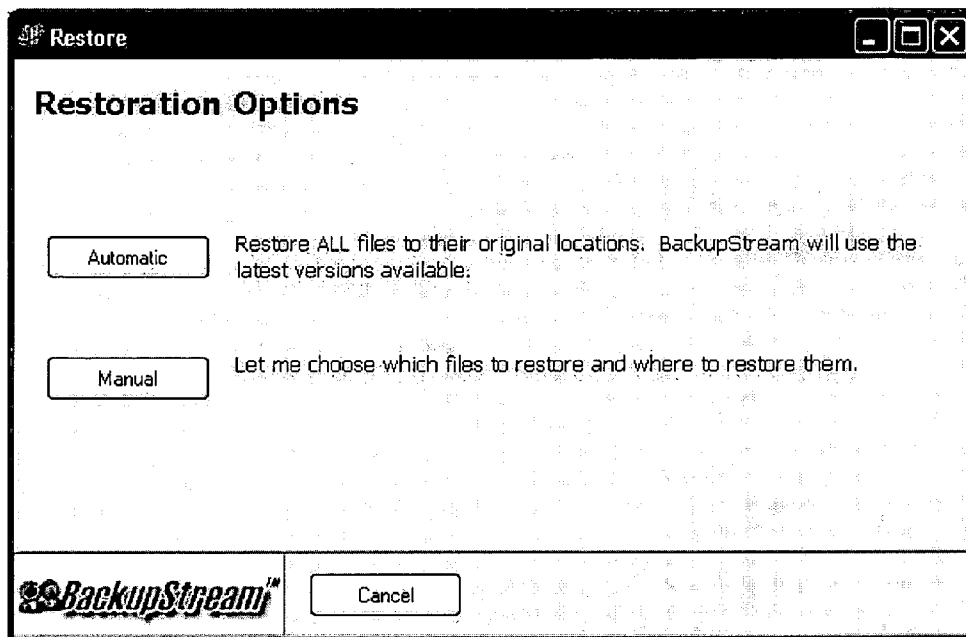 Restore
Restoration Options
Automatic
Restore ALL files to their original locations.  BackupStream will use the
latest versions available.
Manual
Let me choose which files to restore and where to restore them.
BackupStream™
Cancel